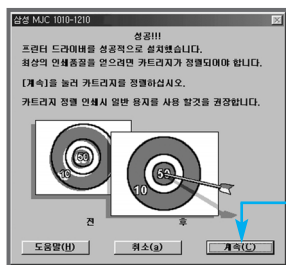 삼성 MJC 1010-1210
성공!!!
프린터 드라이버를 성공적으로 설치했습니다.
최상의 인쇄품질을 얻으려면 카트리지가 정렬되어야 합니다.
[계속]을 눌러 카트리지를 정렬하십시오.
카트리지 정렬 인쇄시 일반 용지를 사용 할것을 권장합니다.
50
10
50
10
전
후
도움말(H)
취소(a)
계속(C)